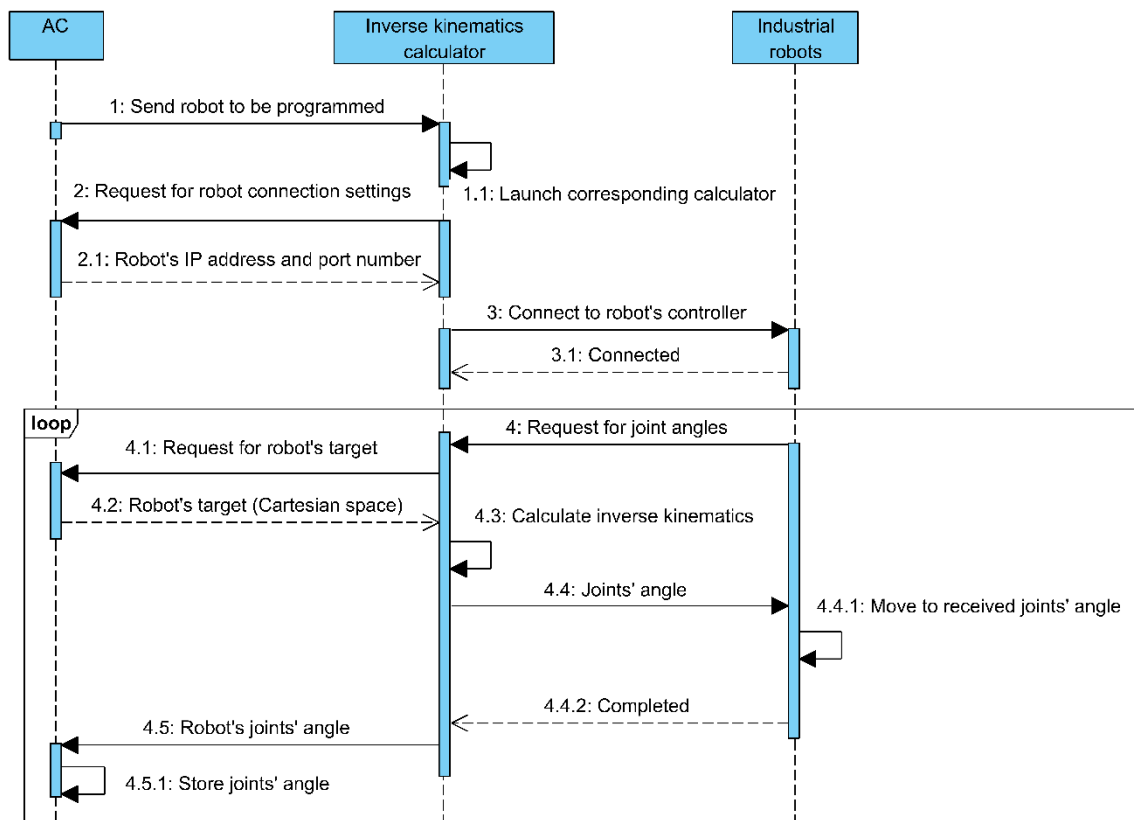 AC
Inverse kinematics
calculator
Industrial
robots
1: Send robot to be programmed
1.1: Launch corresponding calculator
2: Request for robot connection settings
2.1: Robot's IP address and port number
3: Connect to robot's controller
3.1: Connected
loop
4: Request for joint angles
4.1: Request for robot's target
4.2: Robot's target (Cartesian space)
4.3: Calculate inverse kinematics
4.4: Joints' angle
4.4.1: Move to received joints' angle
4.4.2: Completed
4.5: Robot's joints' angle
4.5.1: Store joints' angle